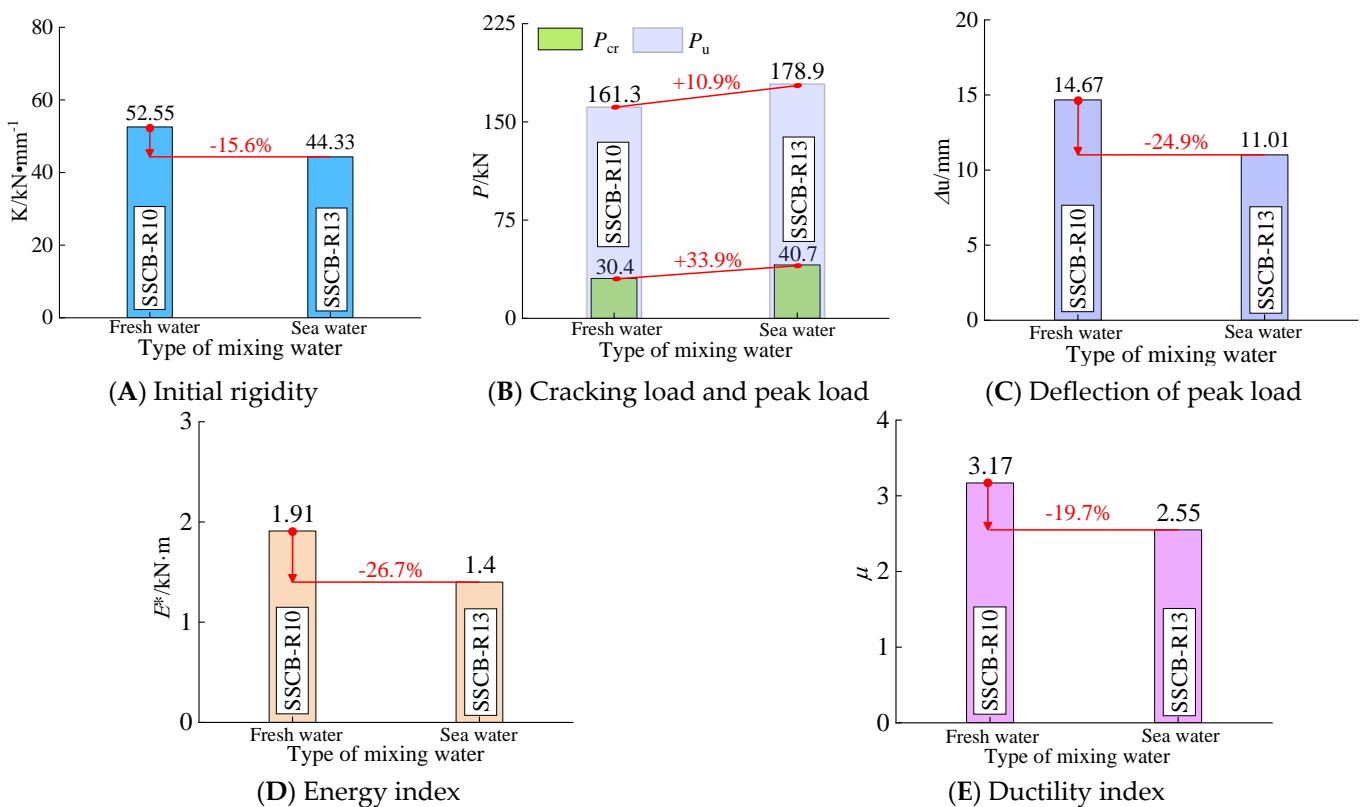 80
60
40
20
0
K/kN•mm⁻¹
52.55
-15.6%
44.33
SSCB-R10
SSCB-R13
Fresh water
Sea water
Type of mixing water
(A) Initial rigidity
225
150
75
0
P/kN
Pcr
Pu
161.3
+10.9%
178.9
SSCB-R10
SSCB-R13
30.4
+33.9%
40.7
Fresh water
Sea water
Type of mixing water
(B) Cracking load and peak load
20
15
10
5
0
Δu/mm
14.67
-24.9%
11.01
SSCB-R10
SSCB-R13
Fresh water
Sea water
Type of mixing water
(C) Deflection of peak load
3
2
1
0
E*/kN·m
1.91
-26.7%
1.4
SSCB-R10
SSCB-R13
Fresh water
Sea water
Type of mixing water
(D) Energy index
4
3
2
1
0
μ
3.17
-19.7%
2.55
SSCB-R10
SSCB-R13
Fresh water
Sea water
Type of mixing water
(E) Ductility index